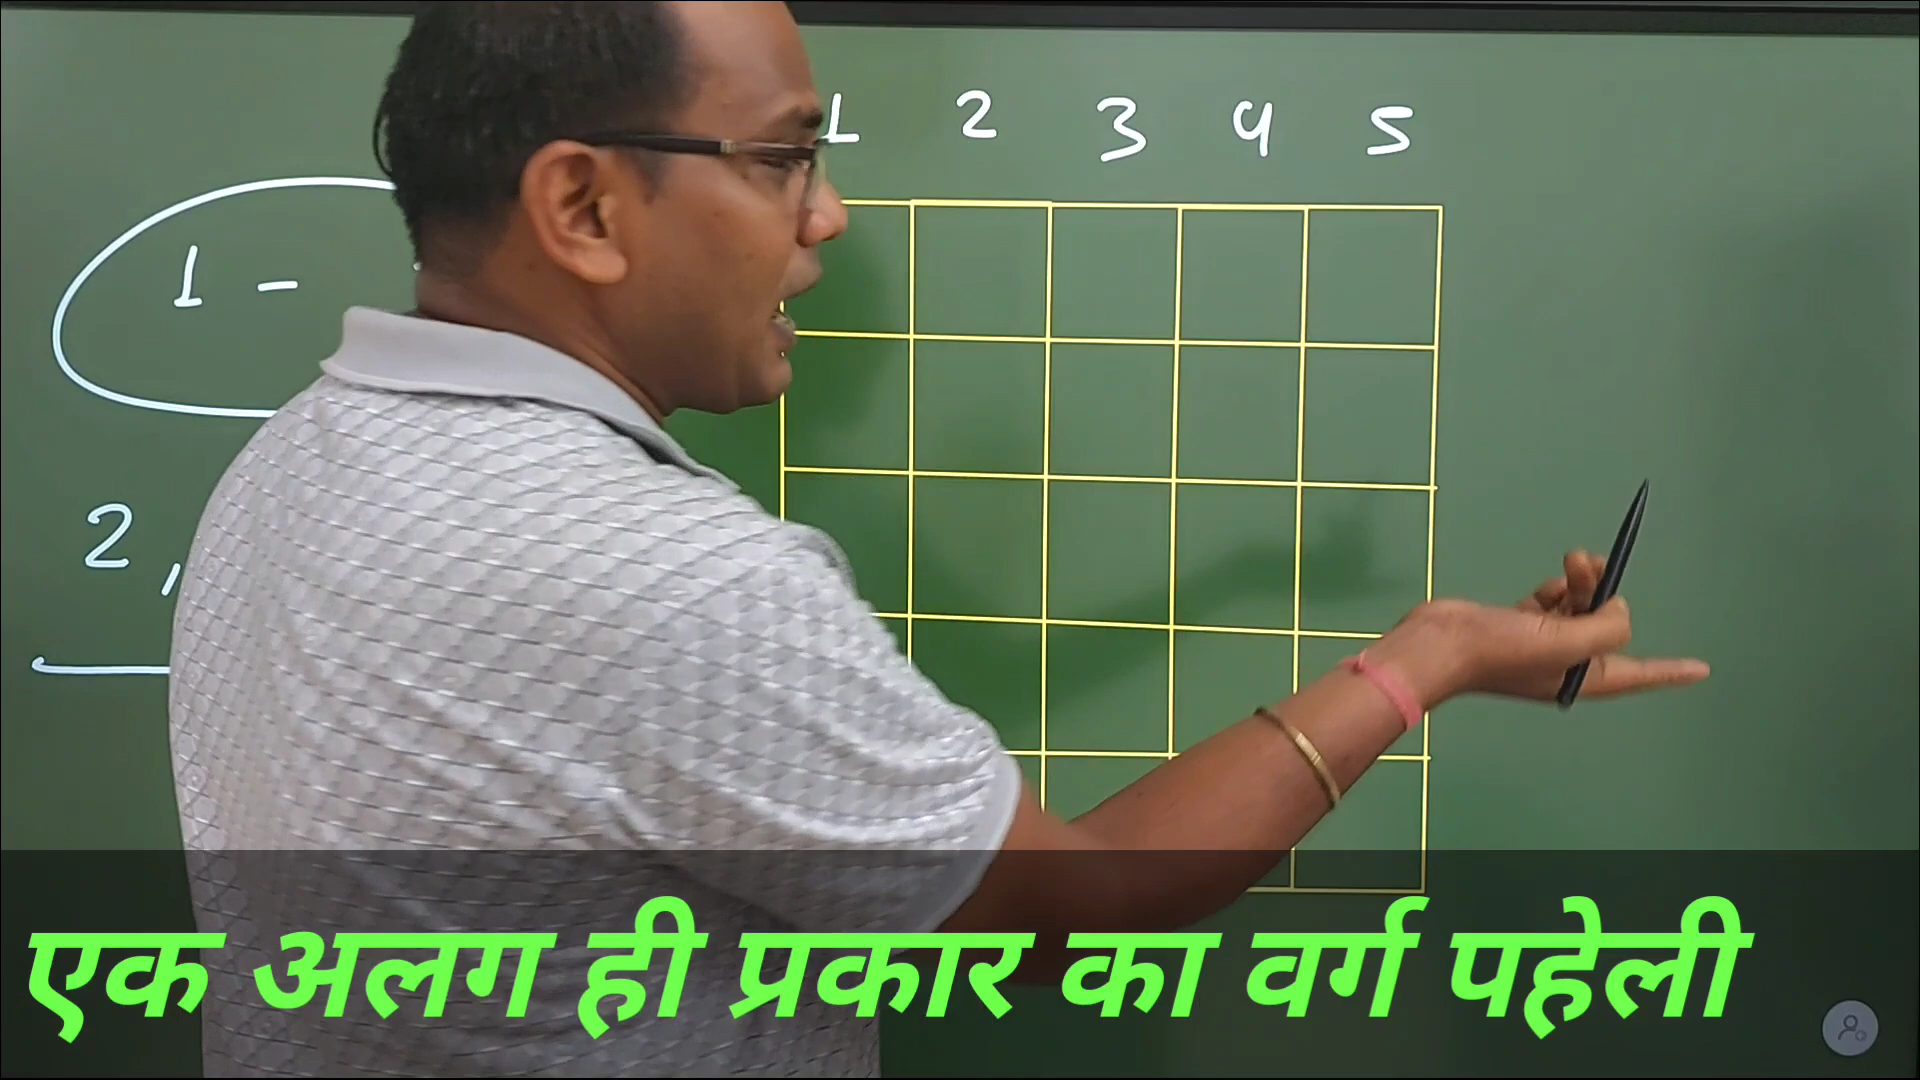 1 2 3 4 5
1 -
2 ,
एक अलग ही प्रकार का वर्ग पहेली